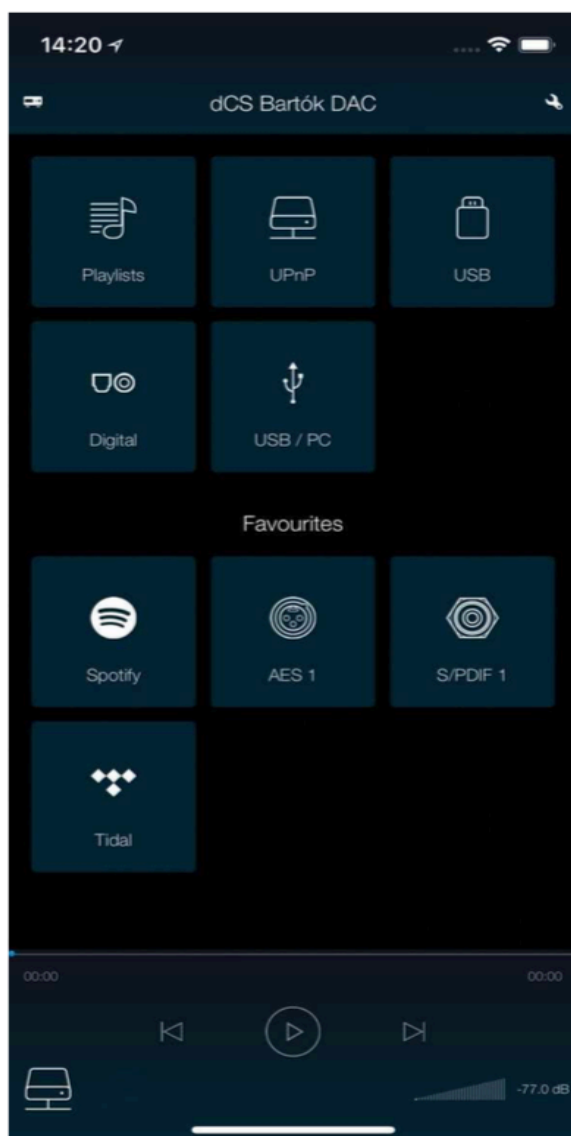 14:20
dCS Bartók DAC
Playlists
UPnP
USB
Digital
USB / PC
Favourites
Spotify
AES 1
S/PDIF 1
Tidal
00:00
00:00
-77.0 dB